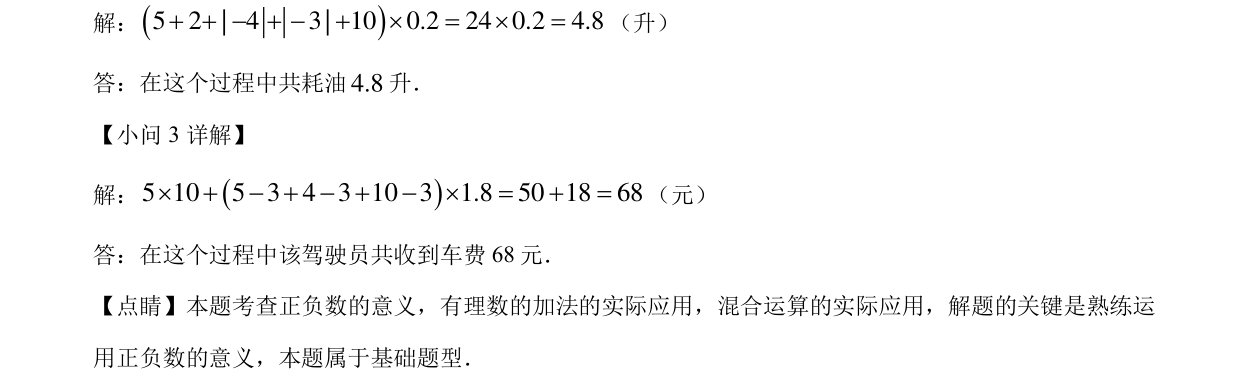 解：(5+2+|−4|+|−3|+10)×0.2=24×0.2=4.8（升）
答：在这个过程中共耗油 4.8 升．
【小问 3 详解】
解：5×10+(5−3+4−3+10−3)×1.8=50+18=68（元）
答：在这个过程中该驾驶员共收到车费 68 元．
【点睛】本题考查正负数的意义，有理数的加法的实际应用，混合运算的实际应用，解题的关键是熟练运
用正负数的意义，本题属于基础题型．